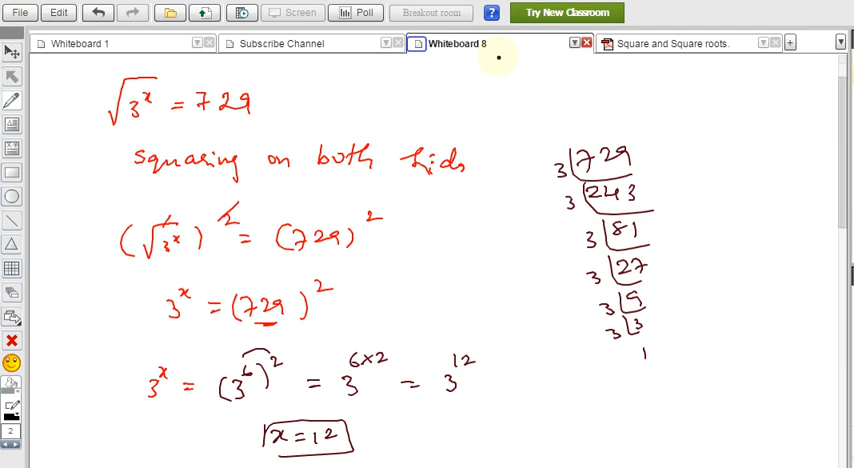 File Edit Screen Poll Breakout room ? Try New Classroom
Whiteboard 1 Subscribe Channel Whiteboard 8 Square and Square roots.
√3^x = 729
squaring on both sids
(√3^x)^2 = (729)^2
3^x = (729)^2
3^x = (3^6)^2 = 3^6×2 = 3^12
x = 12
3 729
3 243
3 81
3 27
3 9
3 3
1
2